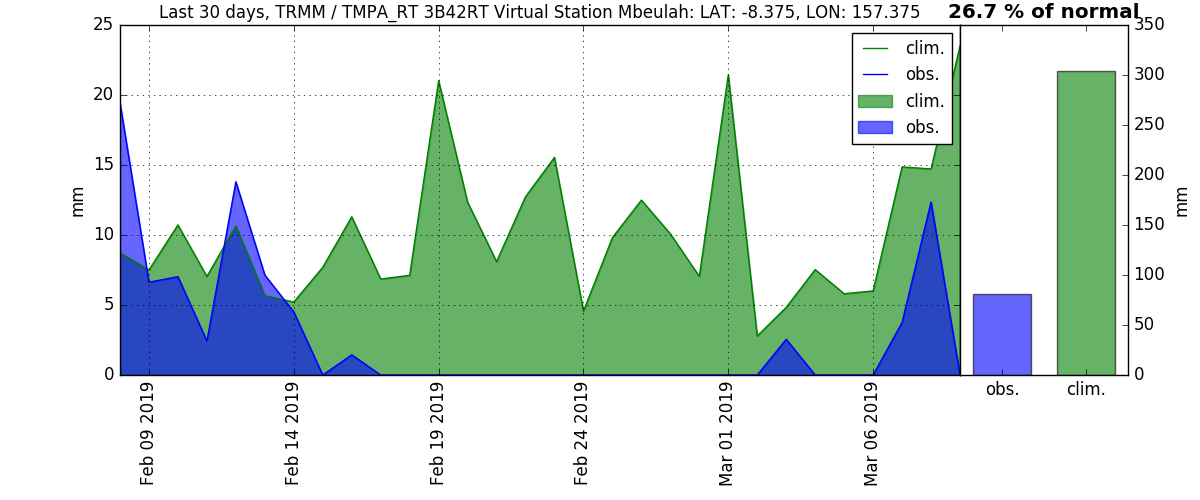 Last 30 days, TRMM / TMPA_RT 3B42RT Virtual Station Mbeulah: LAT: -8.375, LON: 157.375
26.7 % of normal
25
20
15
10
5
0
mm
clim.
obs.
clim.
obs.
Feb 09 2019
Feb 14 2019
Feb 19 2019
Feb 24 2019
Mar 01 2019
Mar 06 2019
350
300
250
200
150
100
50
0
mm
obs.
clim.